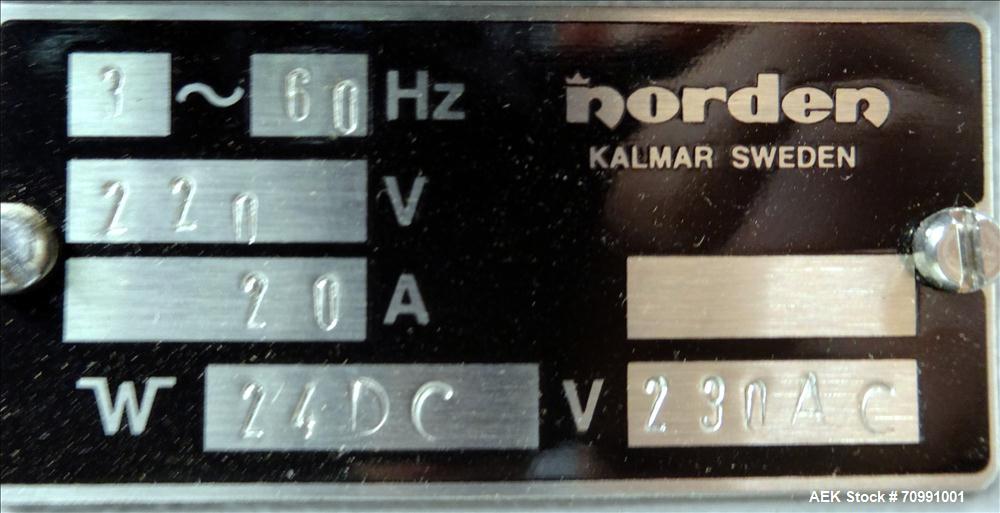 3 ~ 60 Hz
norden
KALMAR SWEDEN
220 V
20 A
W 24DC V 230AC
AEK Stock # 70991001